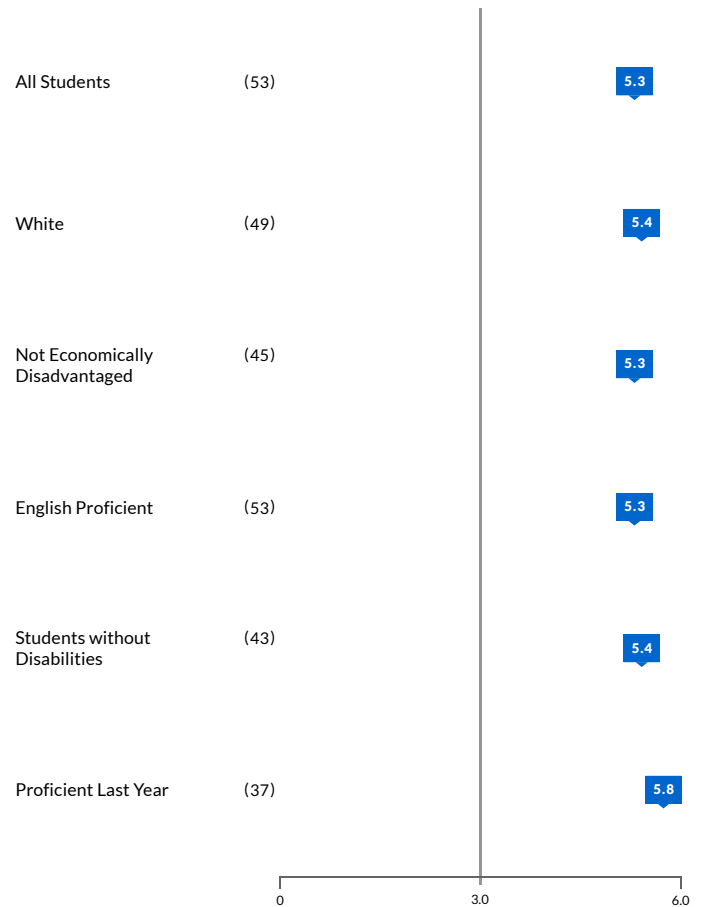 All Students (53) 5.3
White (49) 5.4
Not Economically (45) 5.3
Disadvantaged
English Proficient (53) 5.3
Students without (43) 5.4
Disabilities
Proficient Last Year (37) 5.8
0 3.0 6.0